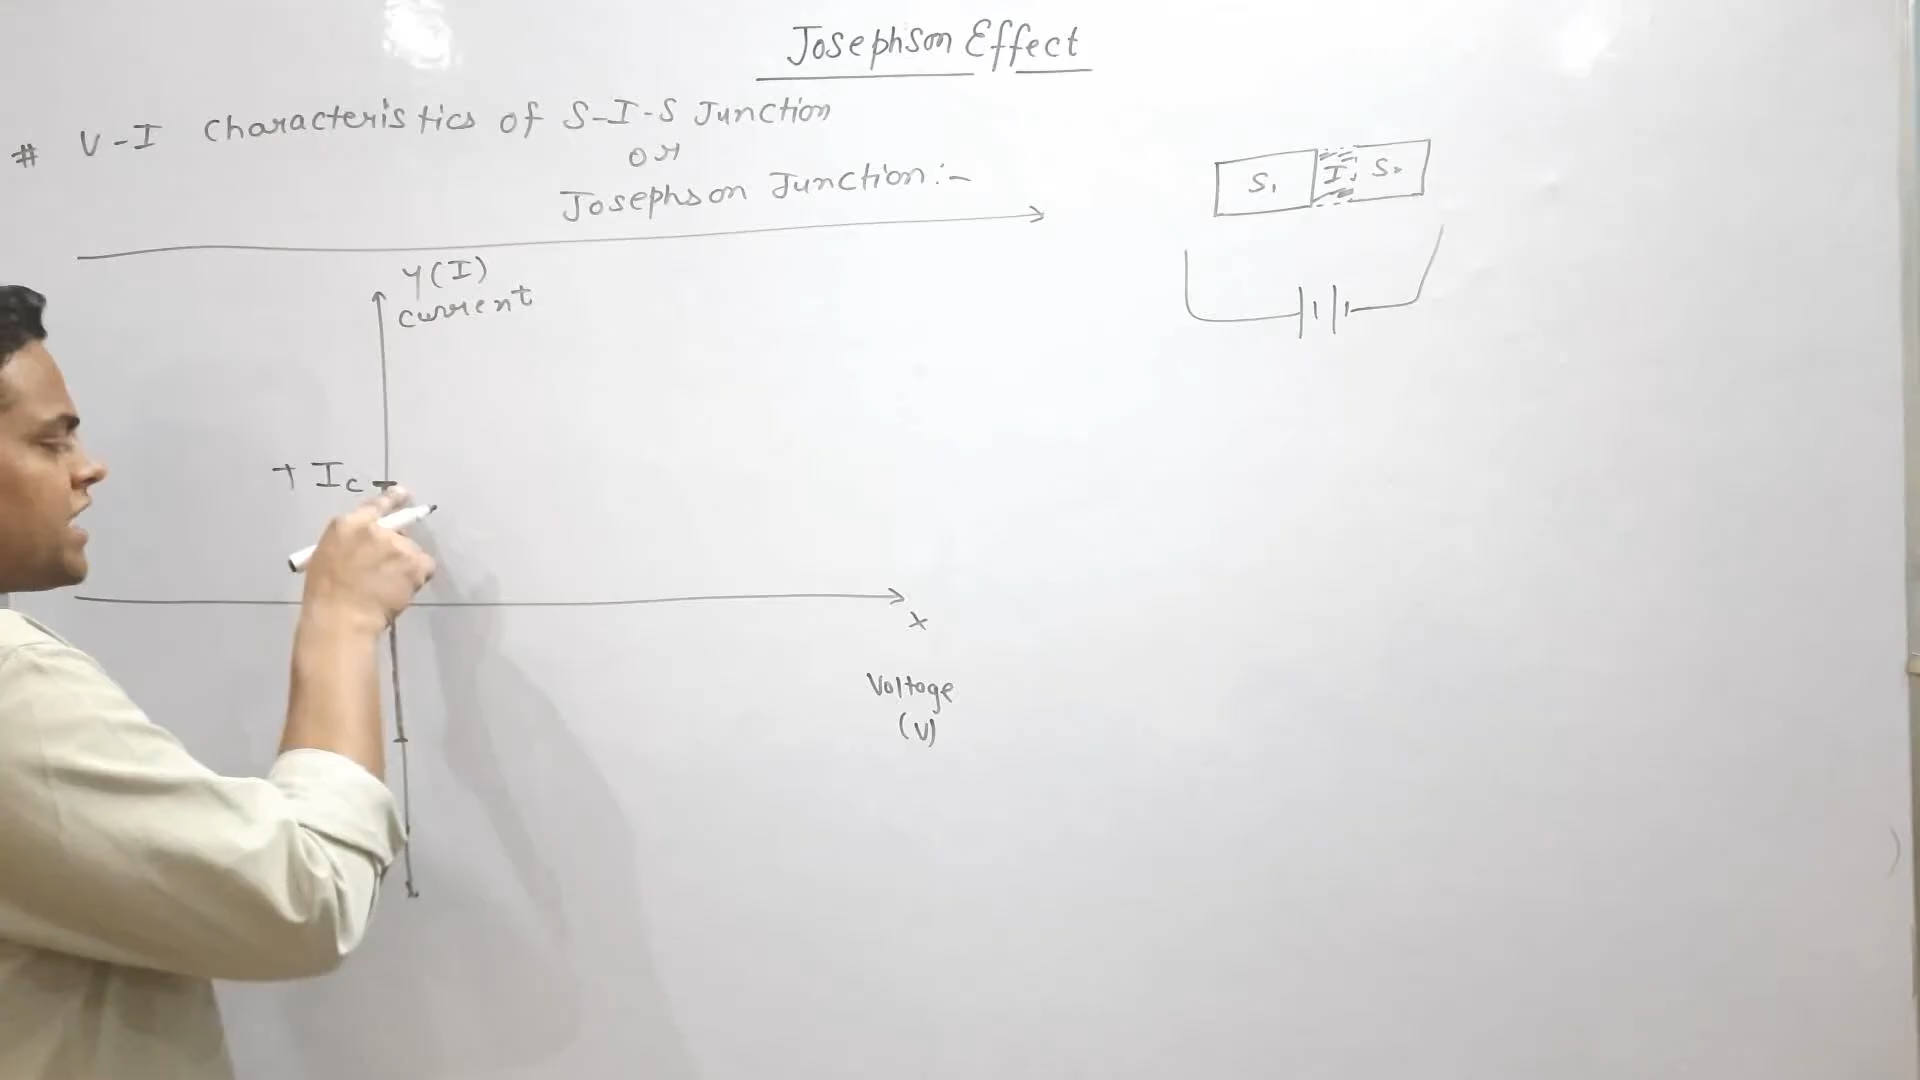 Josephson Effect
# V-I Characteristics of S-I-S Junction
or
Josephson Junction:-
S₁ I S₂
Y(I)
current
+ Ic
X
Voltage
(V)